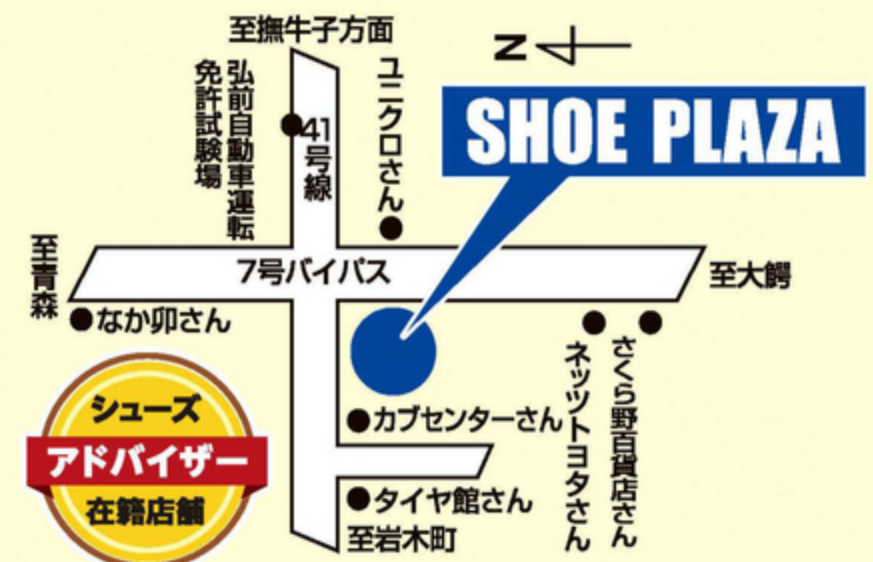 至撫牛子方面
N
SHOE PLAZA
弘前自動車運転
免許試験場
41号線
ユニクロさん
至青森
7号バイパス
至大鰐
なか卯さん
カブセンターさん
ネッツトヨタさん
さくら野百貨店さん
タイヤ館さん
至岩木町
シューズ
アドバイザー
在籍店舗